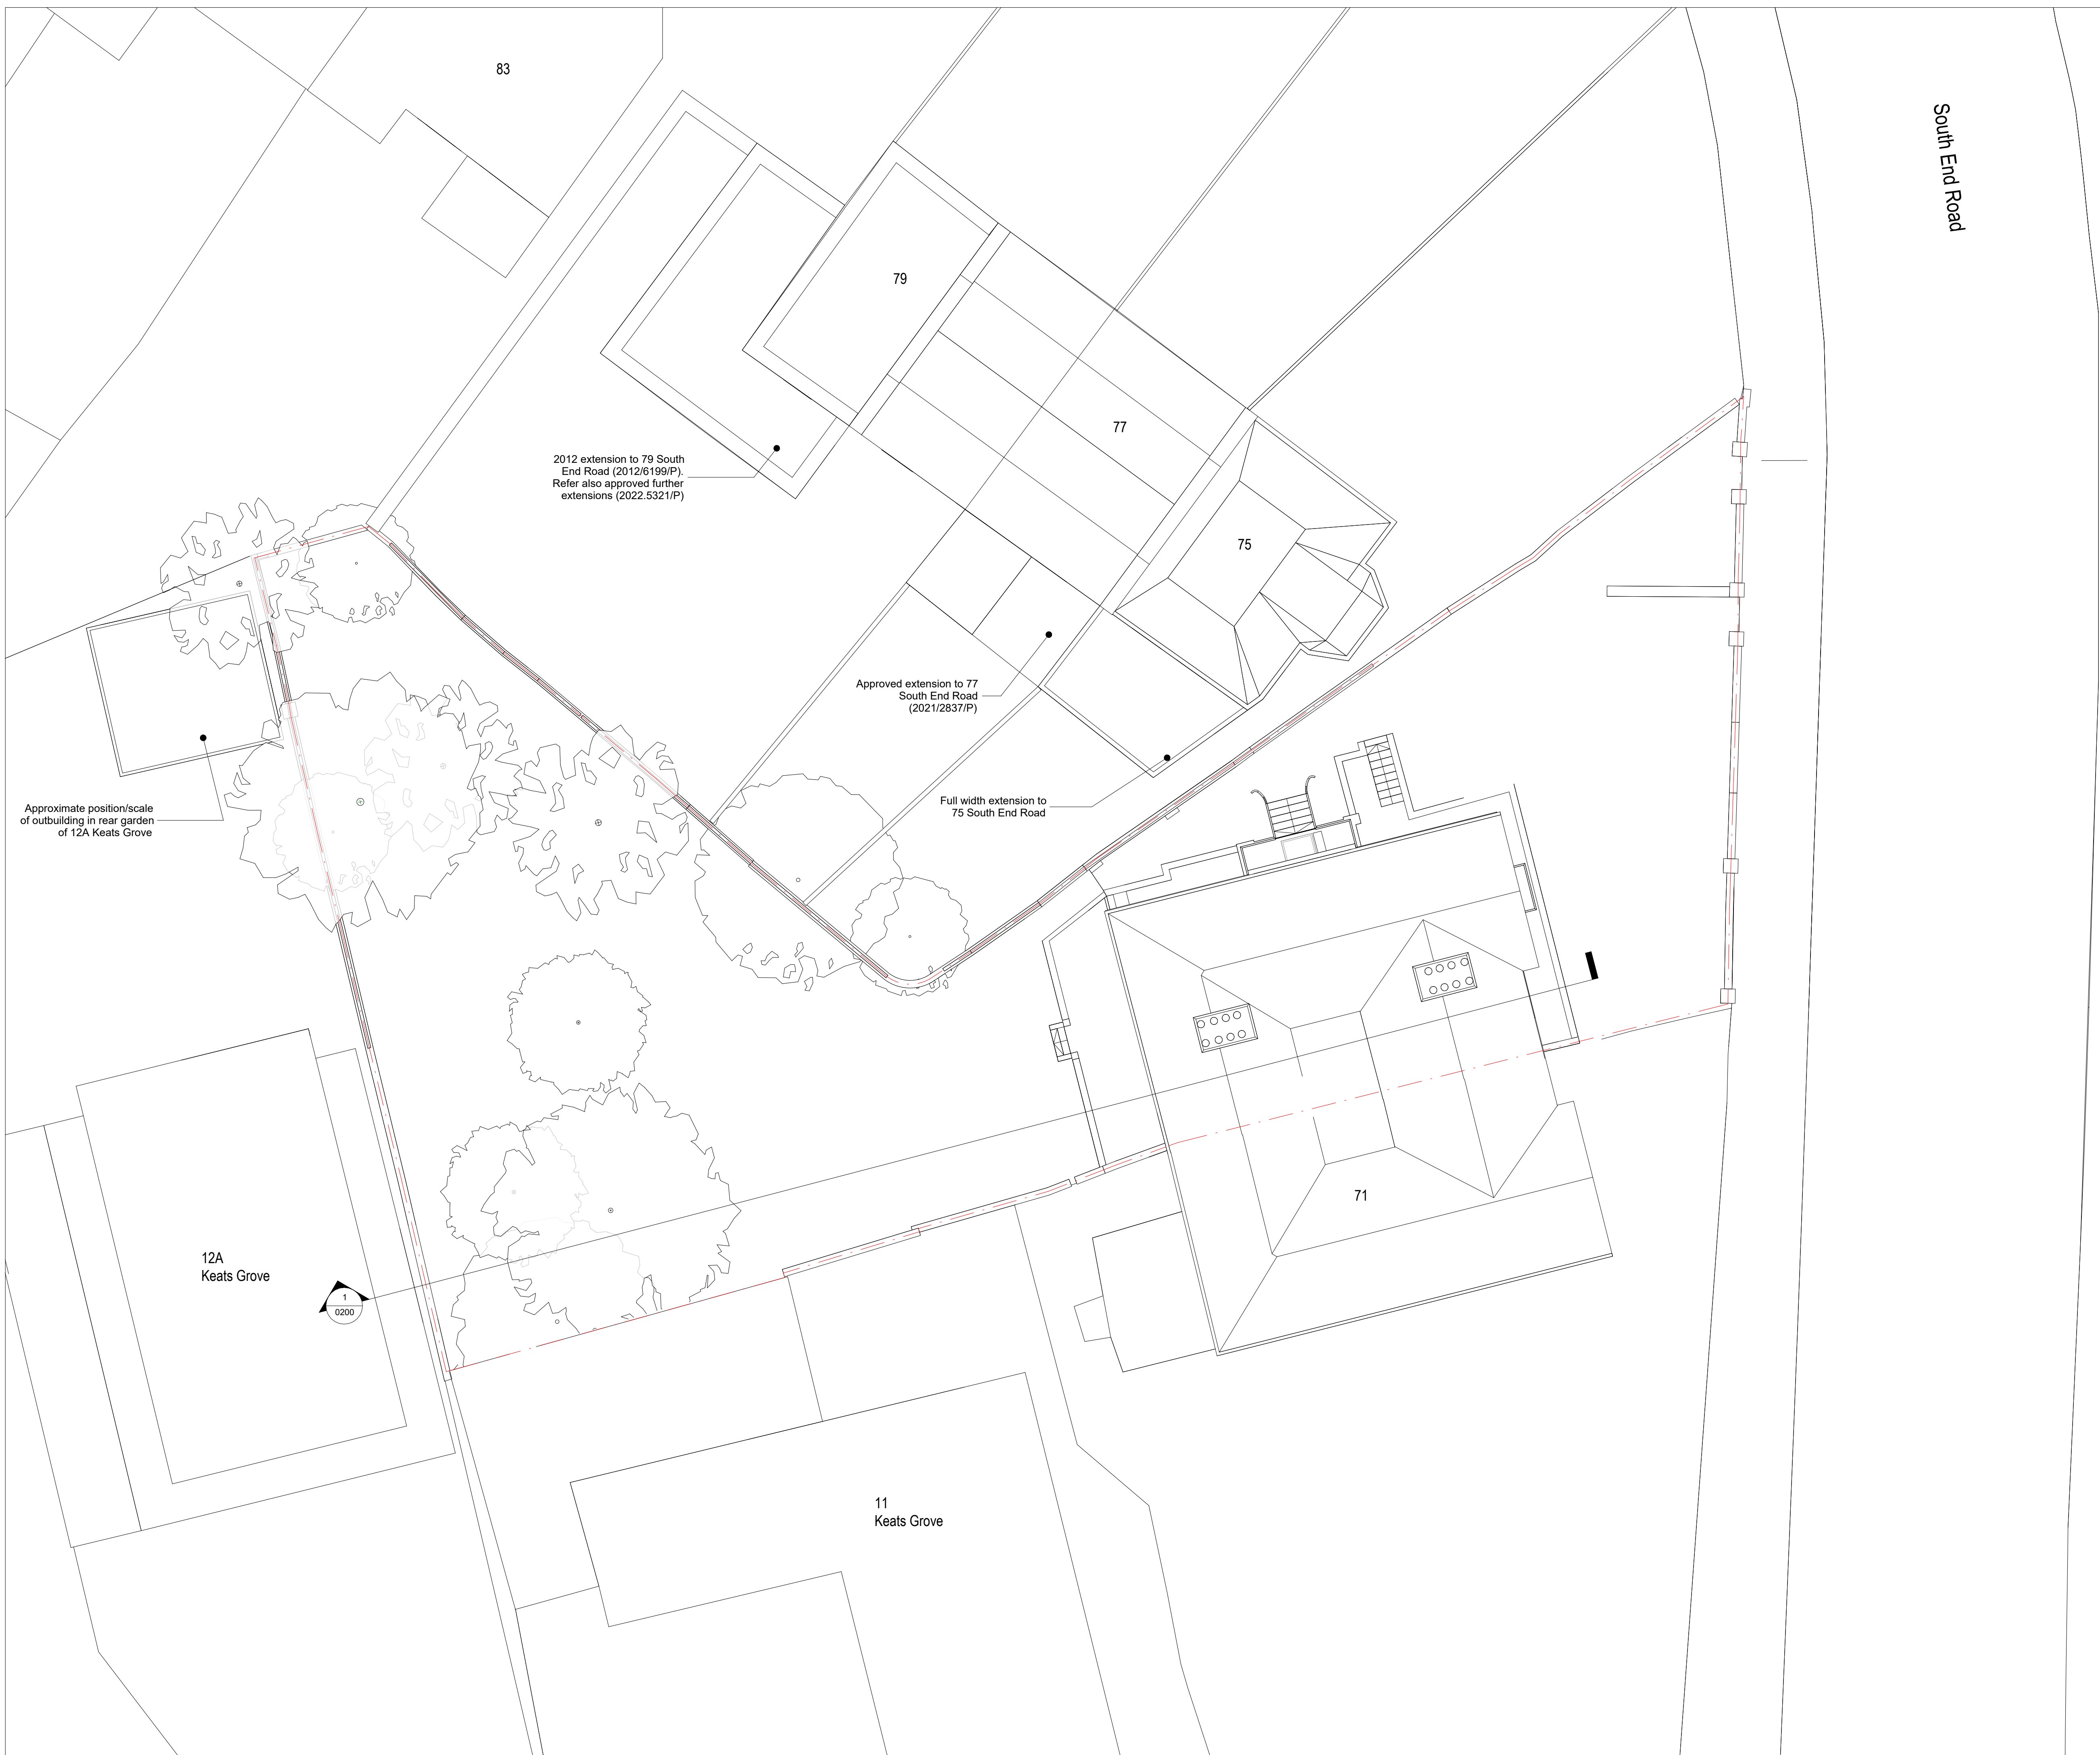 83
South End Road
79
77
2012 extension to 79 South
End Road (2012/6199/P).
Refer also approved further
extensions (2022.5321/P)
75
Approved extension to 77
South End Road
(2021/2837/P)
Full width extension to
75 South End Road
Approximate position/scale
of outbuilding in rear garden
of 12A Keats Grove
71
12A
Keats Grove
1
0200
11
Keats Grove